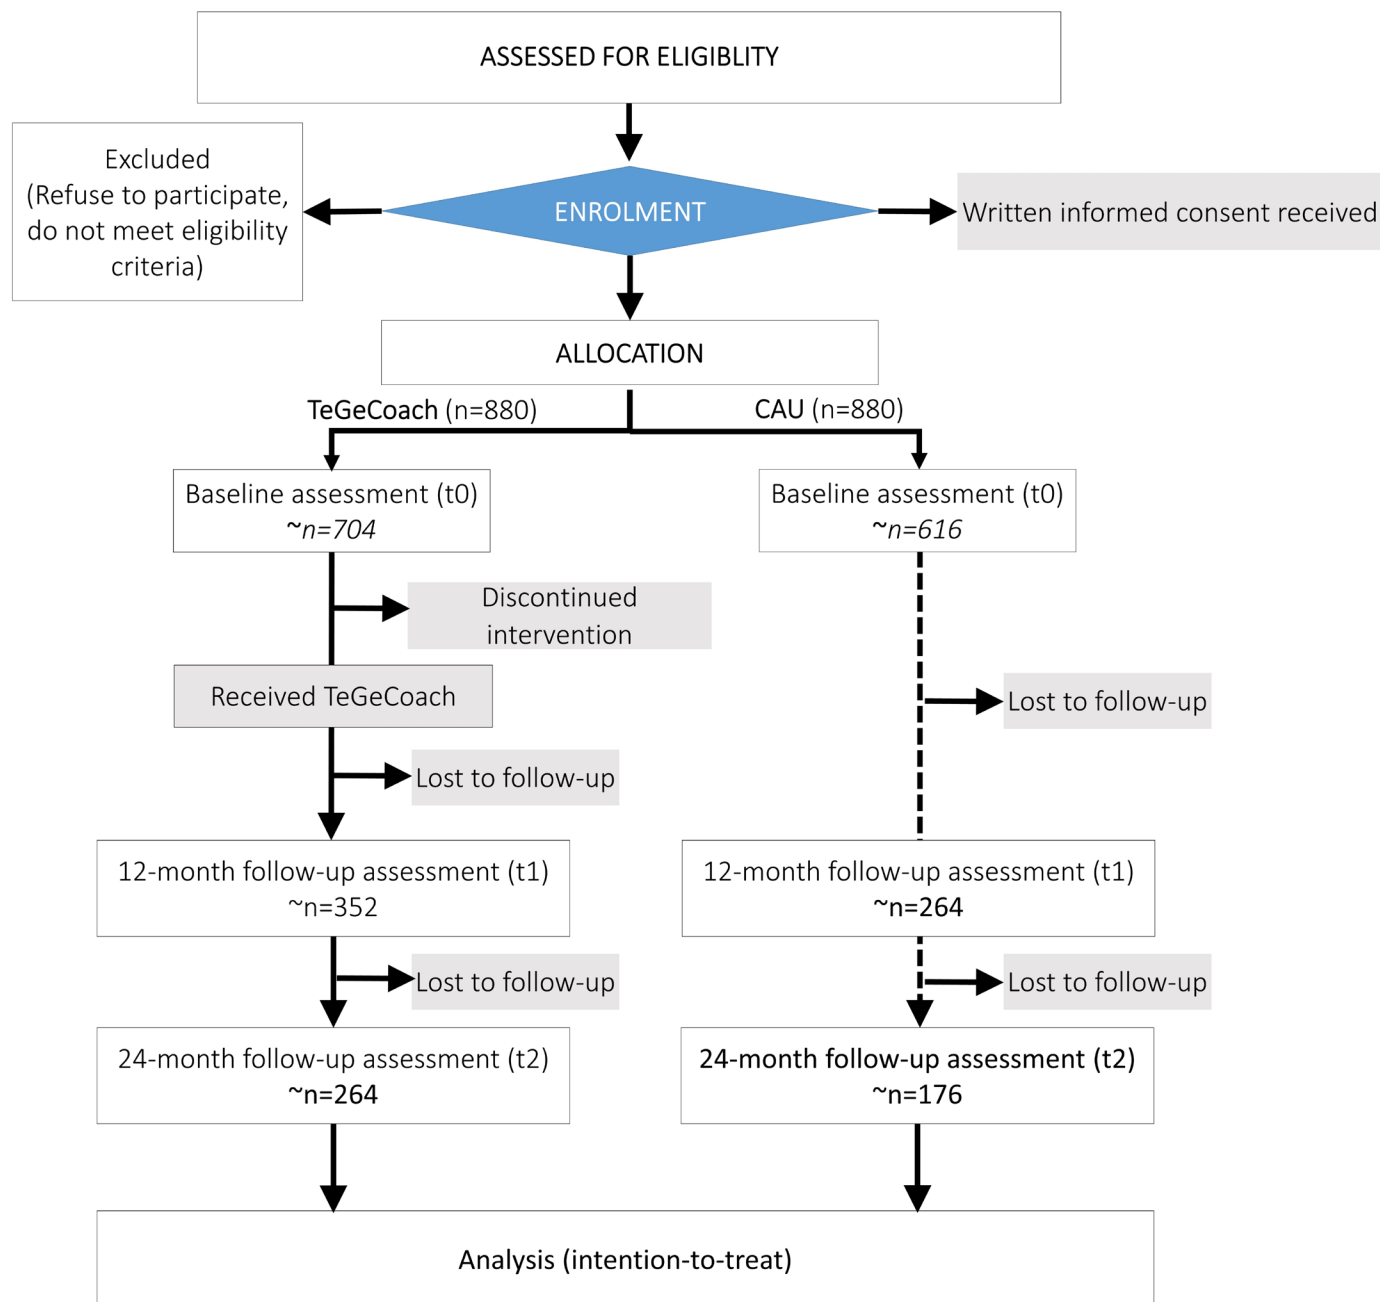 ASSESSED FOR ELIGIBLITY
Excluded
(Refuse to participate,
do not meet eligibility
criteria)
ENROLMENT
Written informed consent received
ALLOCATION
TeGeCoach (n=880)
CAU (n=880)
Baseline assessment (t0)
~n=704
Baseline assessment (t0)
~n=616
Discontinued
intervention
Received TeGeCoach
Lost to follow-up
Lost to follow-up
12-month follow-up assessment (t1)
~n=352
12-month follow-up assessment (t1)
~n=264
Lost to follow-up
Lost to follow-up
24-month follow-up assessment (t2)
~n=264
24-month follow-up assessment (t2)
~n=176
Analysis (intention-to-treat)